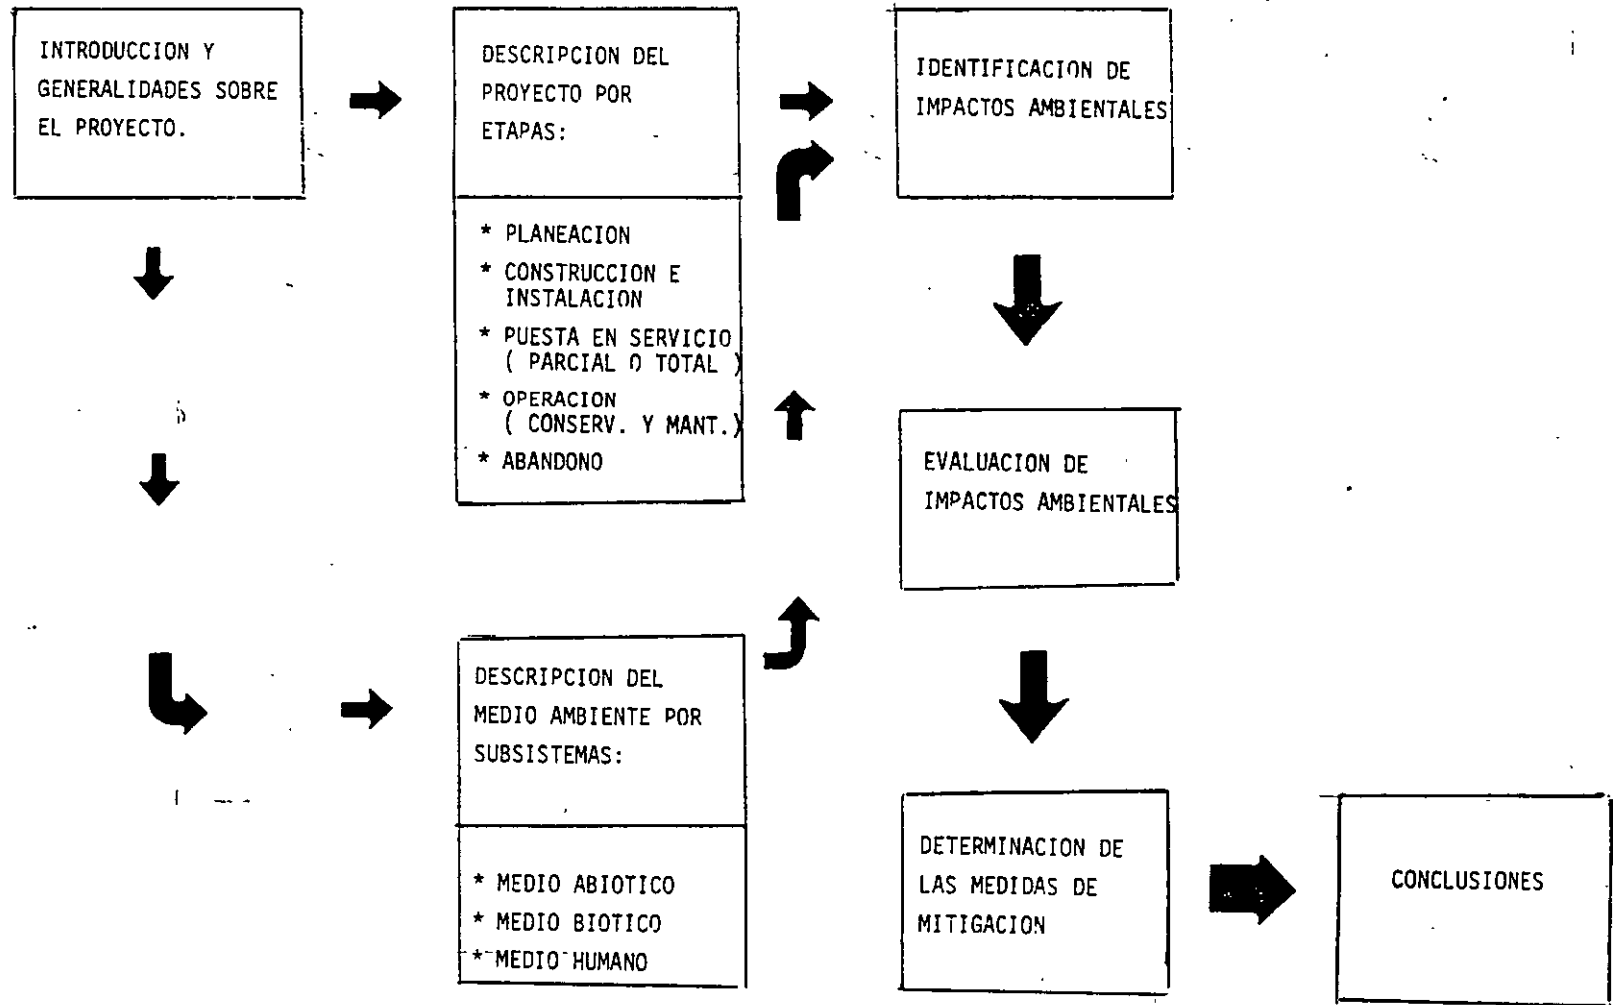 INTRODUCCION Y
GENERALIDADES SOBRE
EL PROYECTO.
DESCRIPCION DEL
PROYECTO POR
ETAPAS:
* PLANEACION
* CONSTRUCCION E
INSTALACION
* PUESTA EN SERVICIO
( PARCIAL O TOTAL )
* OPERACION
( CONSERV. Y MANT.)
* ABANDONO
DESCRIPCION DEL
MEDIO AMBIENTE POR
SUBSISTEMAS:
* MEDIO ABIOTICO
* MEDIO BIOTICO
* MEDIO HUMANO
IDENTIFICACION DE
IMPACTOS AMBIENTALES
EVALUACION DE
IMPACTOS AMBIENTALES
DETERMINACION DE
LAS MEDIDAS DE
MITIGACION
CONCLUSIONES